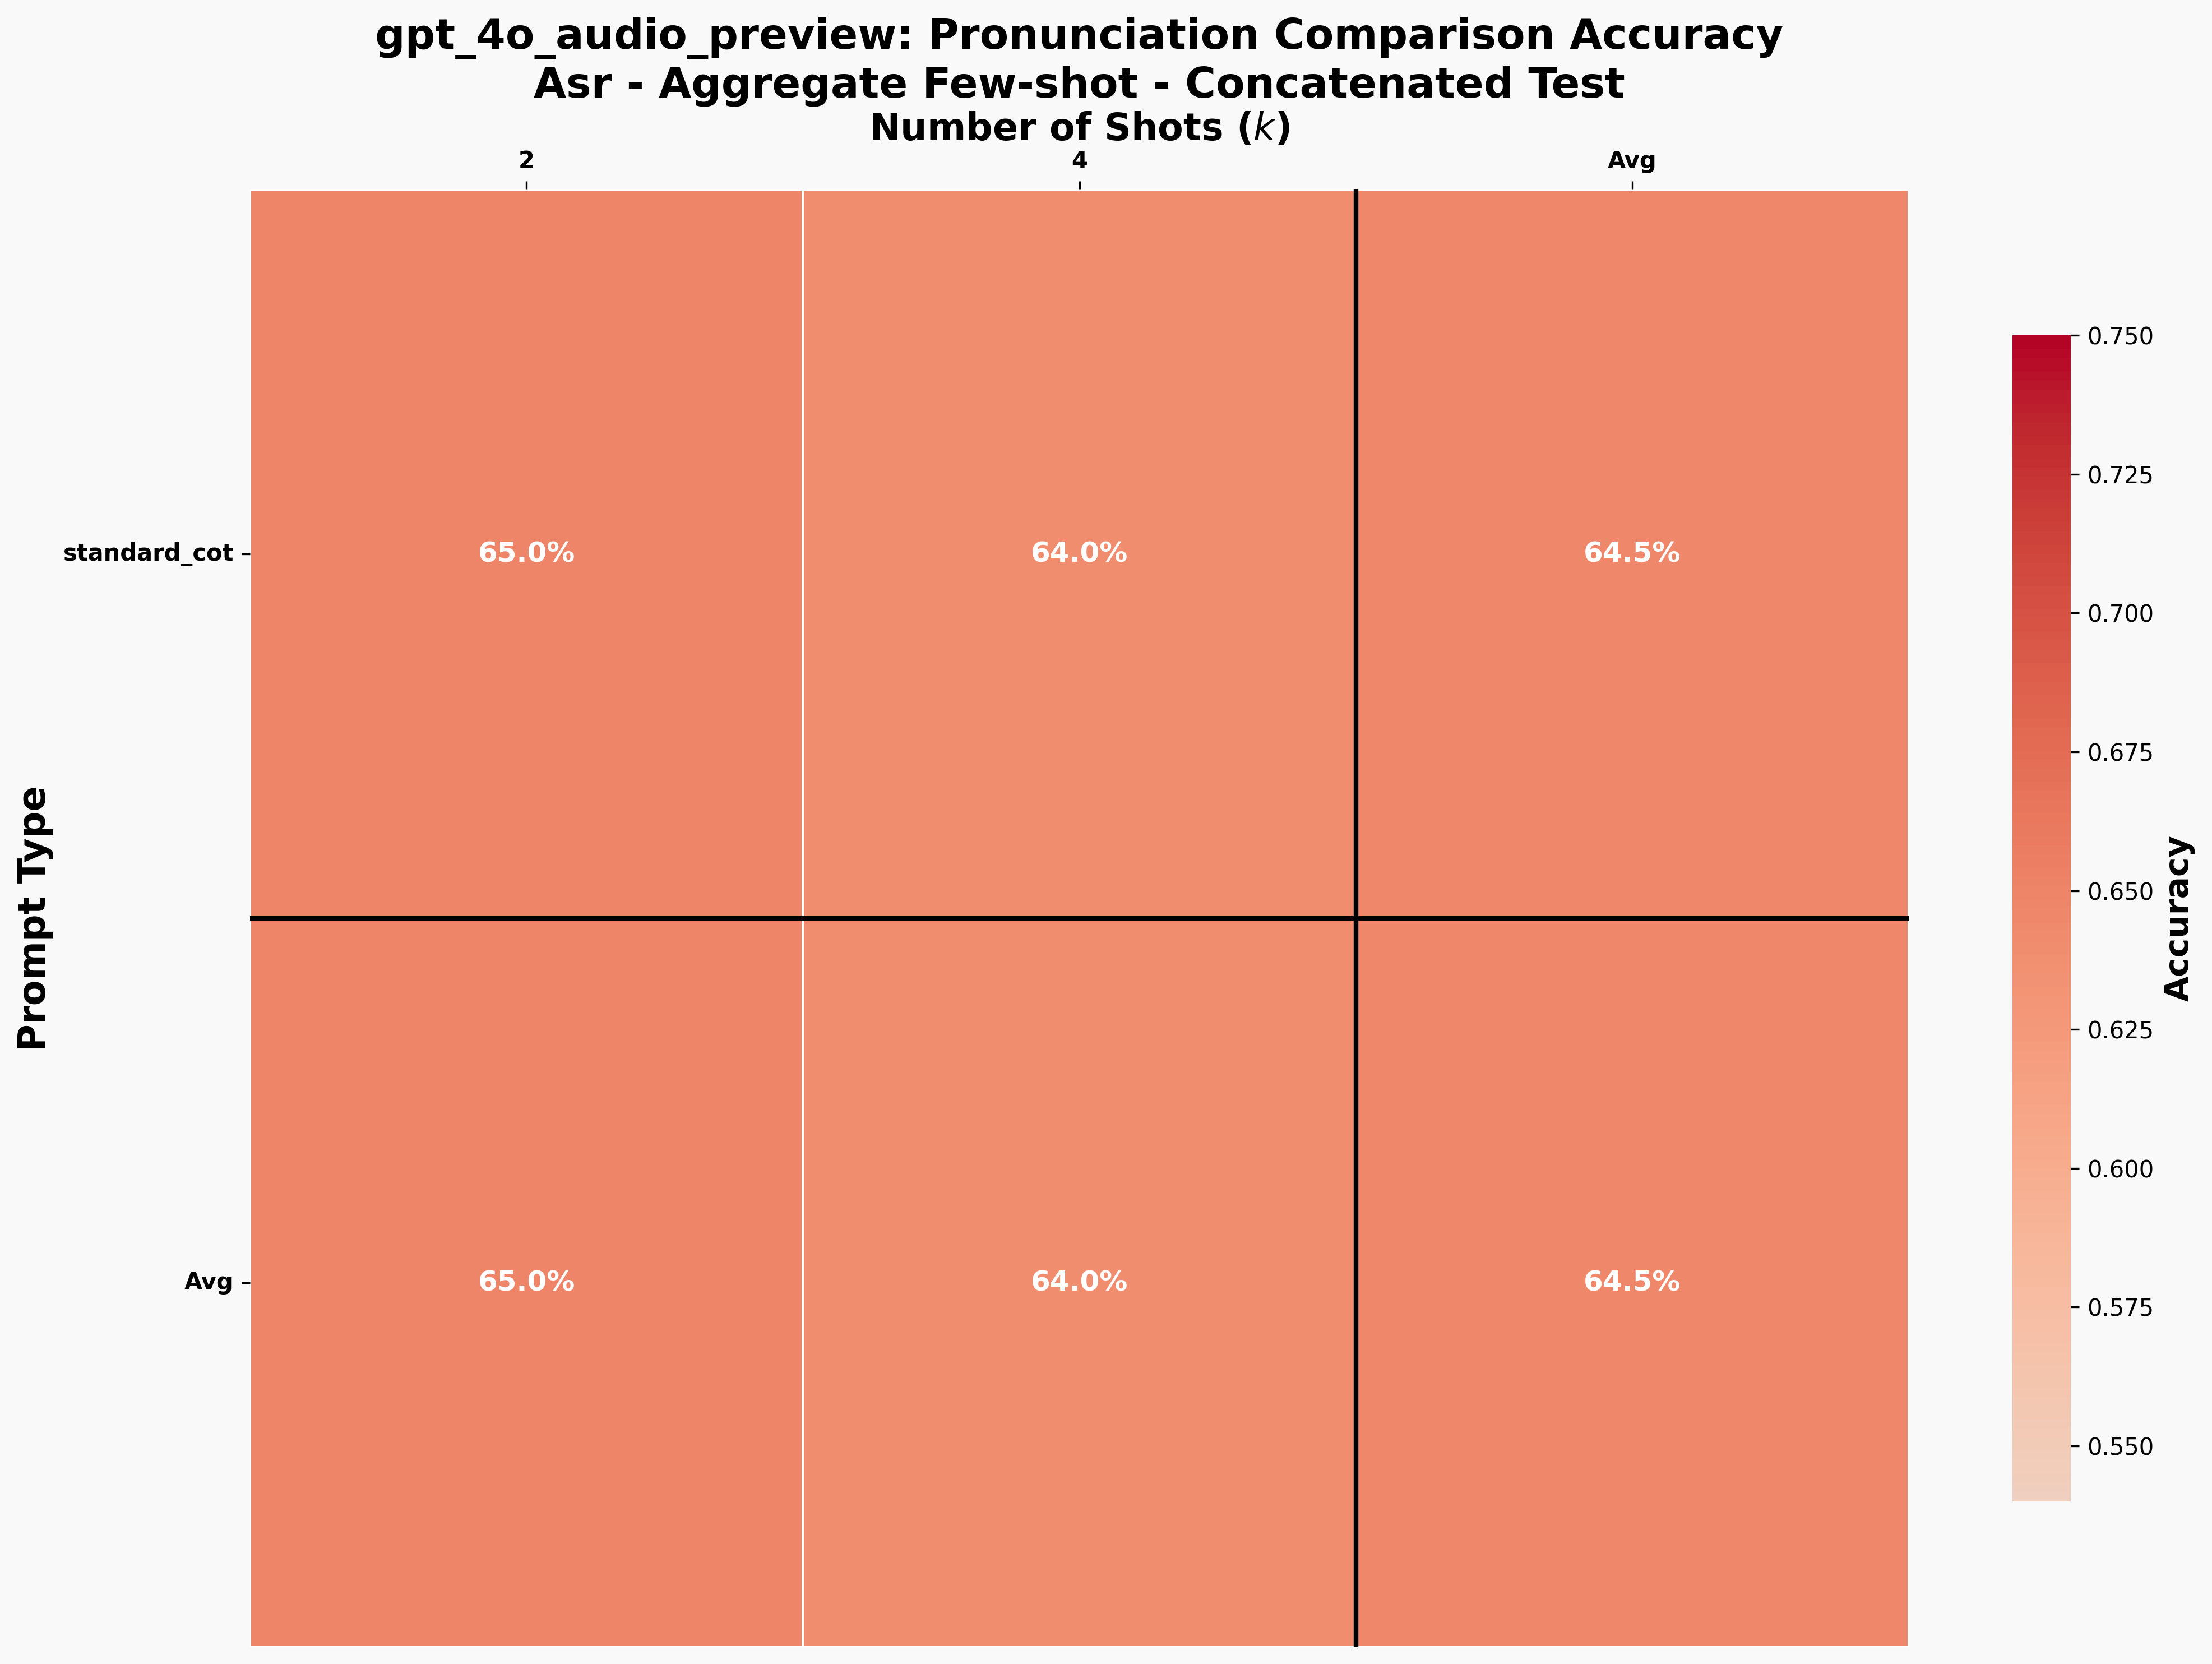 gpt_4o_audio_preview: Pronunciation Comparison Accuracy
Asr - Aggregate Few-shot - Concatenated Test
Number of Shots (k)
2 4 Avg
Prompt Type
standard_cot 65.0% 64.0% 64.5%
Avg 65.0% 64.0% 64.5%
0.750
0.725
0.700
0.675
0.650
0.625
0.600
0.575
0.550
Accuracy